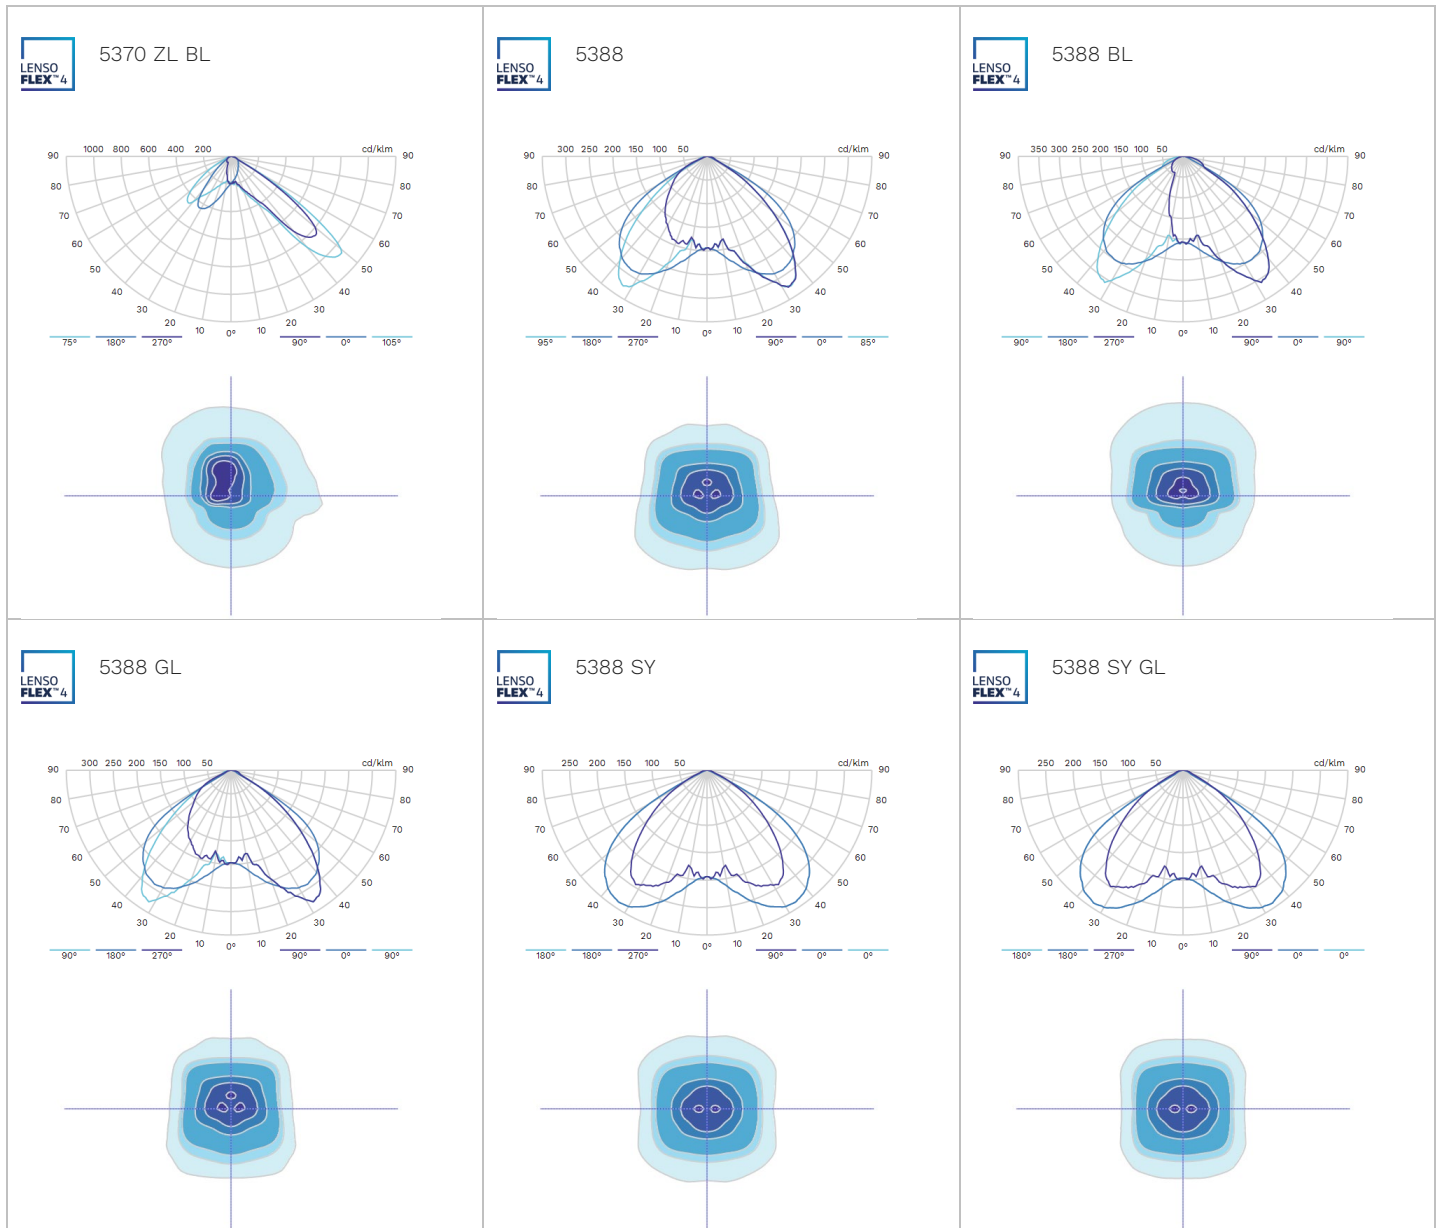 LENSO
FLEX™4
5370 ZL BL
90 1000 800 600 400 200 cd/klm 90
80 80
70 70
60 60
50 50
40 40
30 30
20 10 0° 10 20
75° 180° 270° 90° 0° 105°
LENSO
FLEX™4
5388
90 300 250 200 150 100 50 cd/klm 90
80 80
70 70
60 60
50 50
40 40
30 30
20 10 0° 10 20
95° 180° 270° 90° 0° 85°
LENSO
FLEX™4
5388 BL
90 350 300 250 200 150 100 50 cd/klm 90
80 80
70 70
60 60
50 50
40 40
30 30
20 10 0° 10 20
90° 180° 270° 90° 0° 90°
LENSO
FLEX™4
5388 GL
90 300 250 200 150 100 50 cd/klm 90
80 80
70 70
60 60
50 50
40 40
30 30
20 10 0° 10 20
90° 180° 270° 90° 0° 90°
LENSO
FLEX™4
5388 SY
90 250 200 150 100 50 cd/klm 90
80 80
70 70
60 60
50 50
40 40
30 30
20 10 0° 10 20
180° 180° 270° 90° 0° 0°
LENSO
FLEX™4
5388 SY GL
90 250 200 150 100 50 cd/klm 90
80 80
70 70
60 60
50 50
40 40
30 30
20 10 0° 10 20
180° 180° 270° 90° 0° 0°